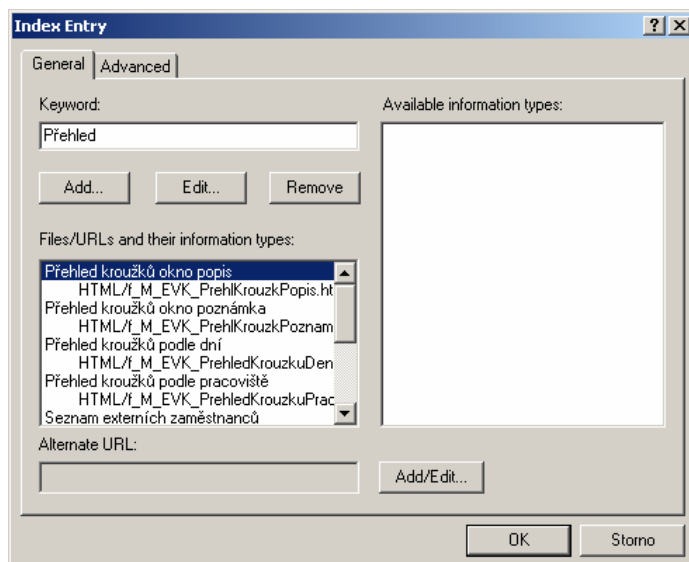 Index Entry
General
Advanced
Keyword:
Přehled
Add...
Edit...
Remove
Files/URLs and their information types:
Přehled kroužků okno popis
HTML/f_M_EVK_PrehlKrouzkPopis.ht
Přehled kroužků okno poznámka
HTML/f_M_EVK_PrehlKrouzkPoznam
Přehled kroužků podle dní
HTML/f_M_EVK_PrehledKrouzkuDen
Přehled kroužků podle pracoviště
HTML/f_M_EVK_PrehledKrouzkuPrac
Seznam externích zaměstnanců
Alternate URL:
Available information types:
Add/Edit...
OK
Storno